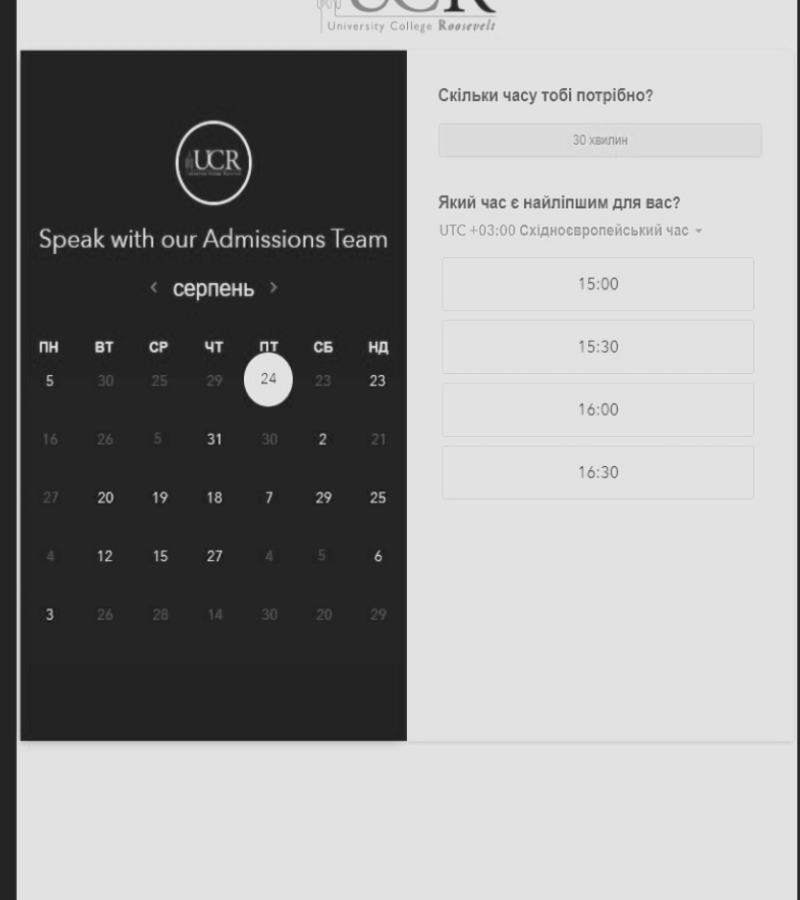 UCR
University College Roosevelt
UCR
Speak with our Admissions Team
серпень
ПН ВТ СР ЧТ ПТ СБ НД
5 30 25 29 24 23 23
16 26 5 31 30 2 21
27 20 19 18 7 29 25
4 12 15 27 4 5 6
3 26 28 14 30 20 29
Скільки часу тобі потрібно?
30 хвилин
Який час є найліпшим для вас?
UTC +03:00 Східноєвропейський час
15:00
15:30
16:00
16:30